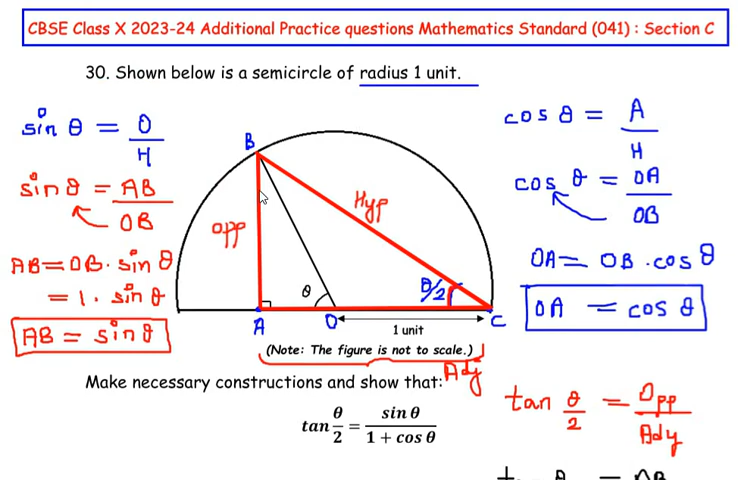 CBSE Class X 2023-24 Additional Practice questions Mathematics Standard (041) : Section C
30. Shown below is a semicircle of radius 1 unit.
sin θ = O/H
sin θ = AB/OB
AB = OB · sin θ
= 1 · sin θ
AB = sin θ
B
opp
Hyp
θ
θ/2
A
O
C
1 unit
(Note: The figure is not to scale.)
Adj
cos θ = A/H
cos θ = OA/OB
OA = OB · cos θ
OA = cos θ
Make necessary constructions and show that:
tan θ/2 = sin θ/1 + cos θ
tan θ/2 = Opp/Ady